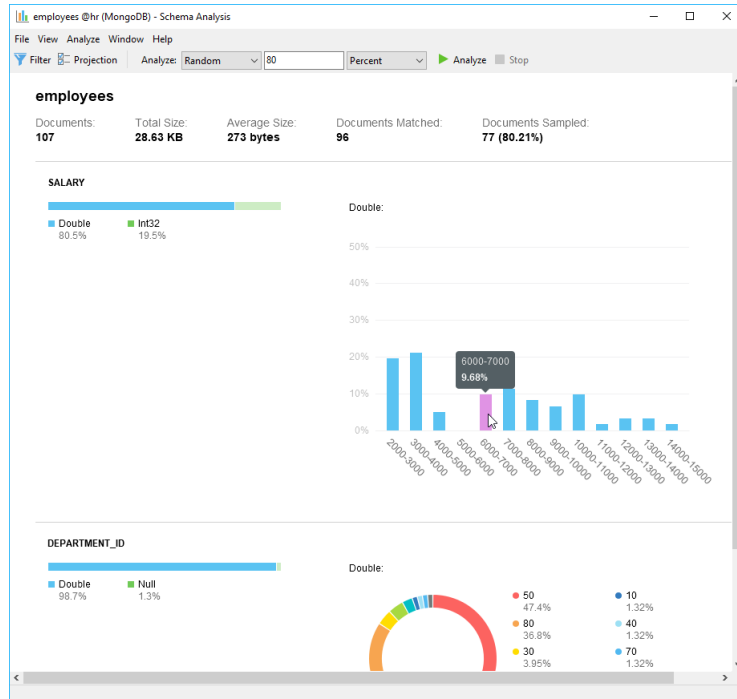 employees @hr (MongoDB) - Schema Analysis
File View Analyze Window Help
Filter Projection Analyze: Random 80 Percent Analyze Stop
employees
Documents: Total Size: Average Size: Documents Matched: Documents Sampled:
107 28.63 KB 273 bytes 96 77 (80.21%)
SALARY
Double:
Double Int32
80.5% 19.5%
50%
40%
30%
20%
6000-7000
9.68%
10%
0%
2000-3000 3000-4000 4000-5000 5000-6000 6000-7000 7000-8000 8000-9000 9000-10000 10000-11000 11000-12000 12000-13000 13000-14000 14000-15000
DEPARTMENT_ID
Double:
Double Null
98.7% 1.3%
50 10
47.4% 1.32%
80 40
36.8% 1.32%
30 70
3.95% 1.32%